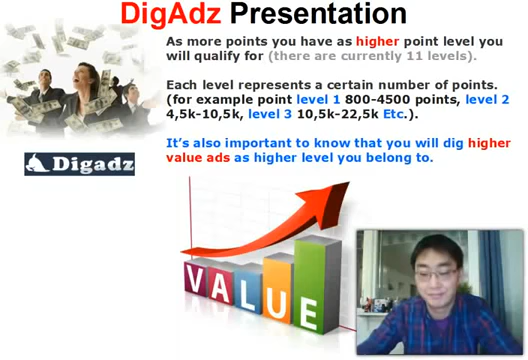 DigAdz Presentation
As more points you have as higher point level you
will qualify for (there are currently 11 levels).
Each level represents a certain number of points.
(for example point level 1 800-4500 points, level 2
4,5k-10,5k, level 3 10,5k-22,5k Etc.).
It's also important to know that you will dig higher
value ads as higher level you belong to.
Digadz
VALUE